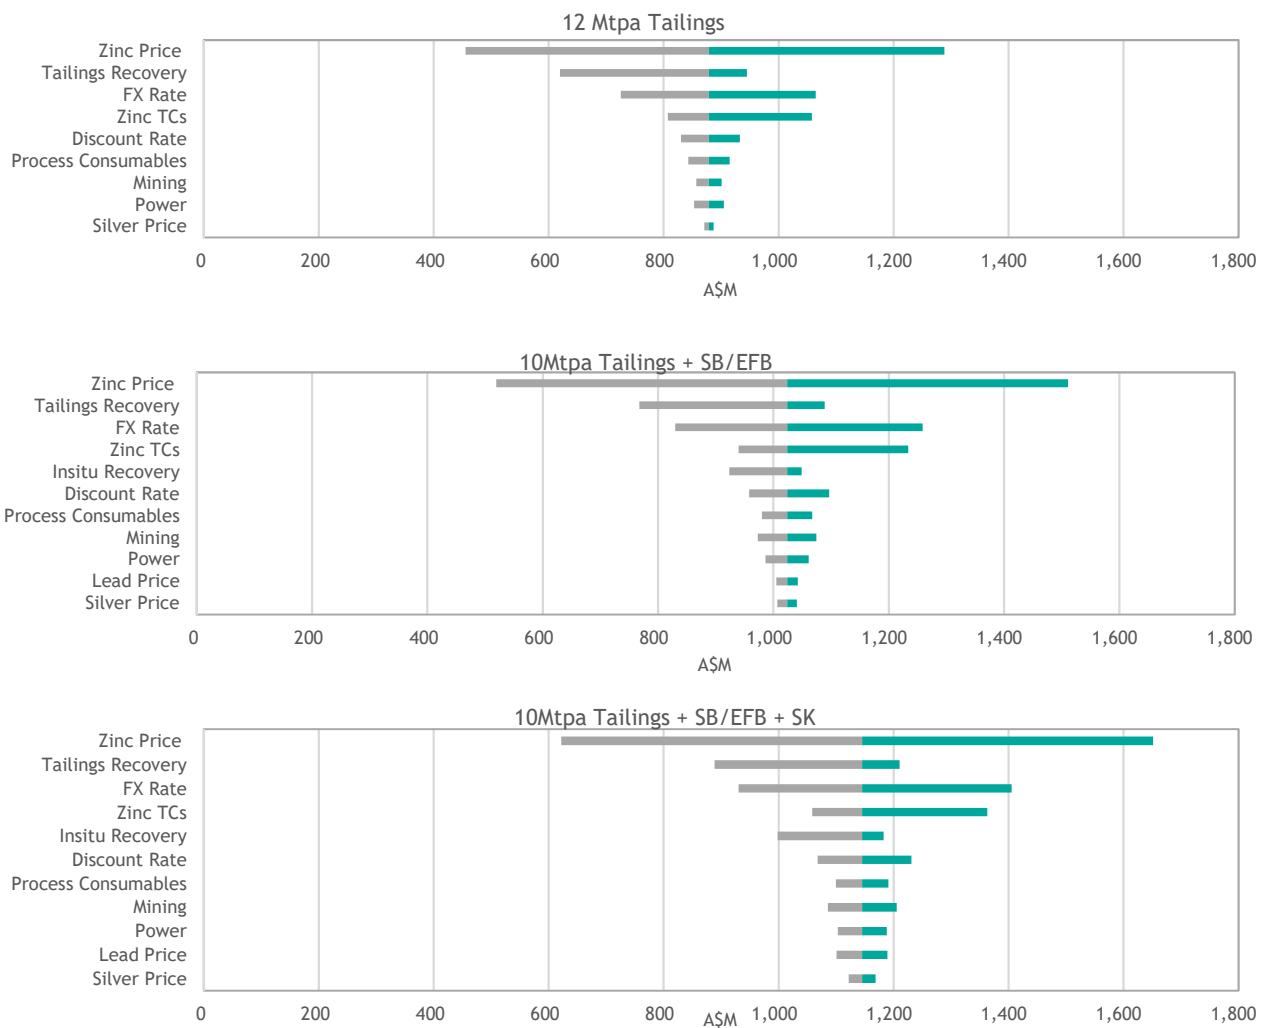 12 Mtpa Tailings
Zinc Price
Tailings Recovery
FX Rate
Zinc TCs
Discount Rate
Process Consumables
Mining
Power
Silver Price
0 200 400 600 800 1,000 1,200 1,400 1,600 1,800
A$M
10Mtpa Tailings + SB/EFB
Zinc Price
Tailings Recovery
FX Rate
Zinc TCs
Insitu Recovery
Discount Rate
Process Consumables
Mining
Power
Lead Price
Silver Price
0 200 400 600 800 1,000 1,200 1,400 1,600 1,800
A$M
10Mtpa Tailings + SB/EFB + SK
Zinc Price
Tailings Recovery
FX Rate
Zinc TCs
Insitu Recovery
Discount Rate
Process Consumables
Mining
Power
Lead Price
Silver Price
0 200 400 600 800 1,000 1,200 1,400 1,600 1,800
A$M